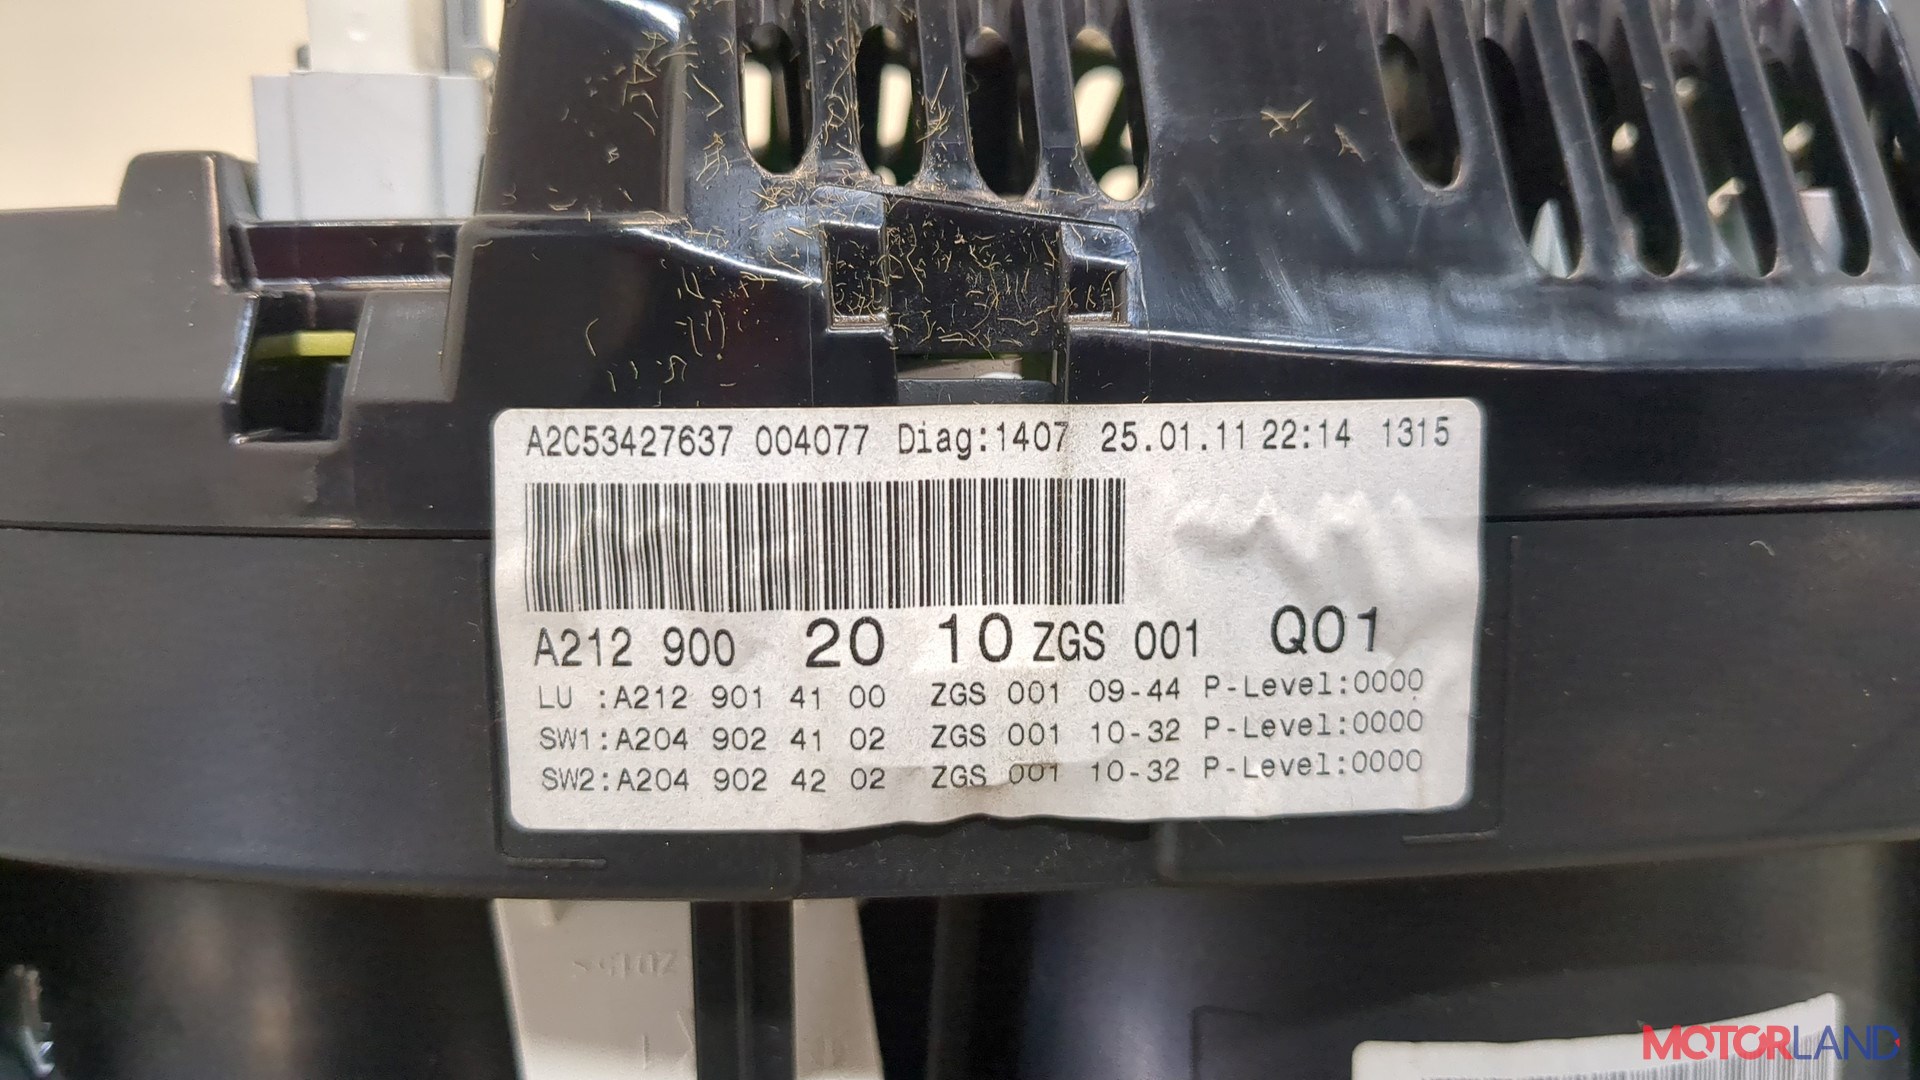 A2C53427637 004077 Diag:1407 25.01.11 22:14 1315
A212 900 20 10 ZGS 001 Q01
LU :A212 901 41 00 ZGS 001 09-44 P-Level:0000
SW1:A204 902 41 02 ZGS 001 10-32 P-Level:0000
SW2:A204 902 42 02 ZGS 001 10-32 P-Level:0000
MOTORLAND